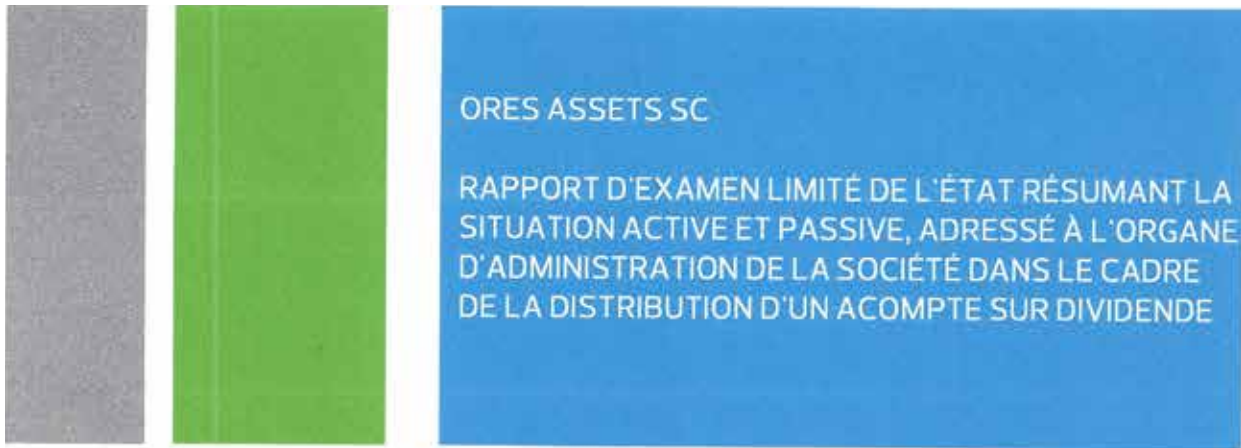 ORES ASSETS SC
RAPPORT D'EXAMEN LIMITÉ DE L'ÉTAT RÉSUMANT LA
SITUATION ACTIVE ET PASSIVE, ADRESSÉ À L'ORGANE
D'ADMINISTRATION DE LA SOCIÉTÉ DANS LE CADRE
DE LA DISTRIBUTION D'UN ACOMPTE SUR DIVIDENDE